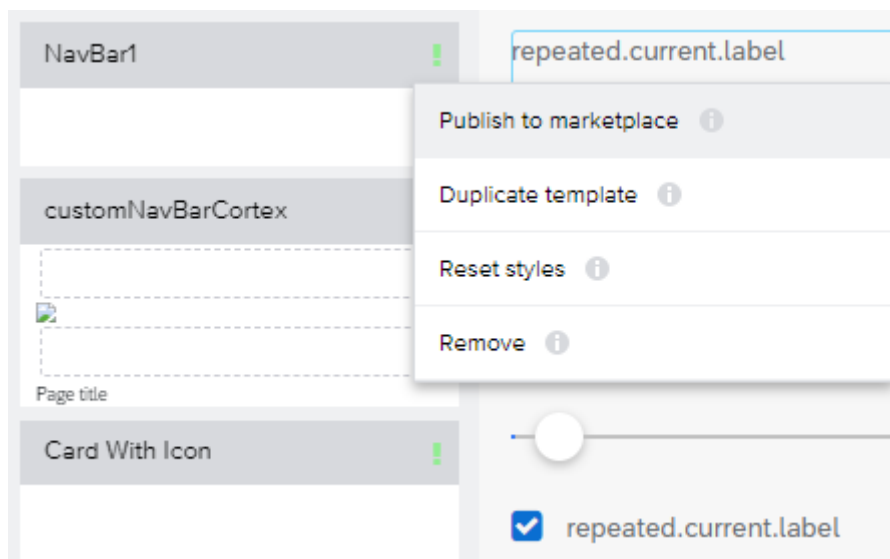 NavBar1
repeated.current.label
Publish to marketplace
Duplicate template
customNavBarCortex
Reset styles
Remove
Page title
Card With Icon
repeated.current.label